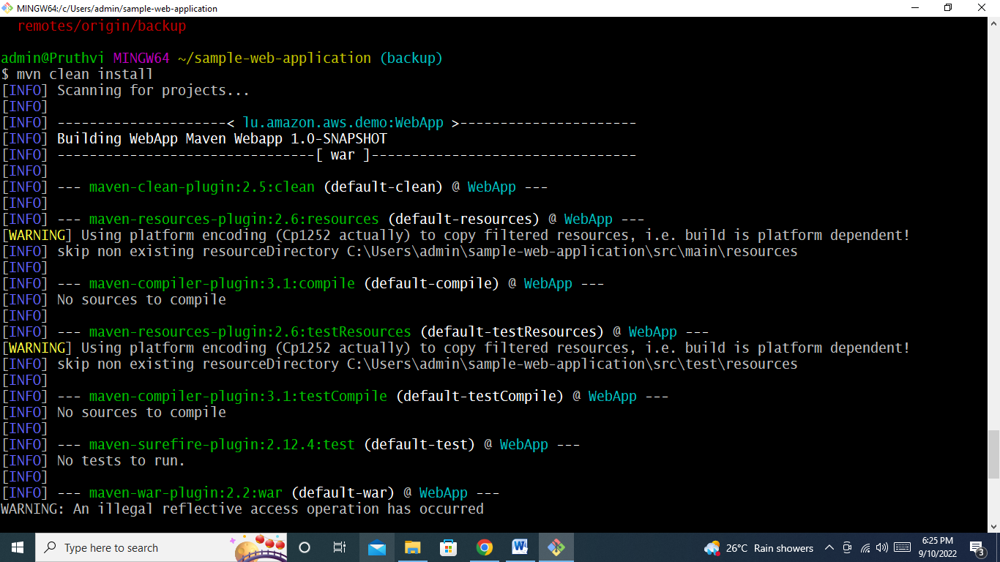 MINGW64:/c/Users/admin/sample-web-application
remotes/origin/backup
admin@Pruthvi MINGW64 ~/sample-web-application (backup)
$ mvn clean install
[INFO] Scanning for projects...
[INFO]
[INFO] ---------------------< lu.amazon.aws.demo:WebApp >----------------------
[INFO] Building WebApp Maven Webapp 1.0-SNAPSHOT
[INFO] --------------------------------[ war ]---------------------------------
[INFO]
[INFO] --- maven-clean-plugin:2.5:clean (default-clean) @ WebApp ---
[INFO]
[INFO] --- maven-resources-plugin:2.6:resources (default-resources) @ WebApp ---
[WARNING] Using platform encoding (Cp1252 actually) to copy filtered resources, i.e. build is platform dependent!
[INFO] skip non existing resourceDirectory C:\Users\admin\sample-web-application\src\main\resources
[INFO]
[INFO] --- maven-compiler-plugin:3.1:compile (default-compile) @ WebApp ---
[INFO] No sources to compile
[INFO]
[INFO] --- maven-resources-plugin:2.6:testResources (default-testResources) @ WebApp ---
[WARNING] Using platform encoding (Cp1252 actually) to copy filtered resources, i.e. build is platform dependent!
[INFO] skip non existing resourceDirectory C:\Users\admin\sample-web-application\src\test\resources
[INFO]
[INFO] --- maven-compiler-plugin:3.1:testCompile (default-testCompile) @ WebApp ---
[INFO] No sources to compile
[INFO]
[INFO] --- maven-surefire-plugin:2.12.4:test (default-test) @ WebApp ---
[INFO] No tests to run.
[INFO]
[INFO] --- maven-war-plugin:2.2:war (default-war) @ WebApp ---
WARNING: An illegal reflective access operation has occurred
Type here to search
26°C Rain showers
6:25 PM
9/10/2022
3